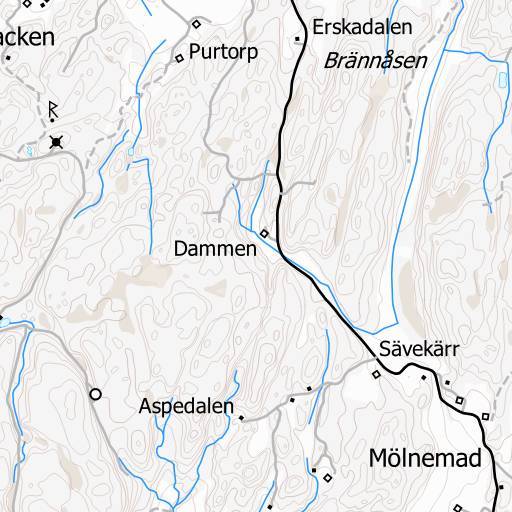 Erskadalen
acken
Purtorp
Brännåsen
Dammen
Sävekärr
Aspedalen
Mölnemad